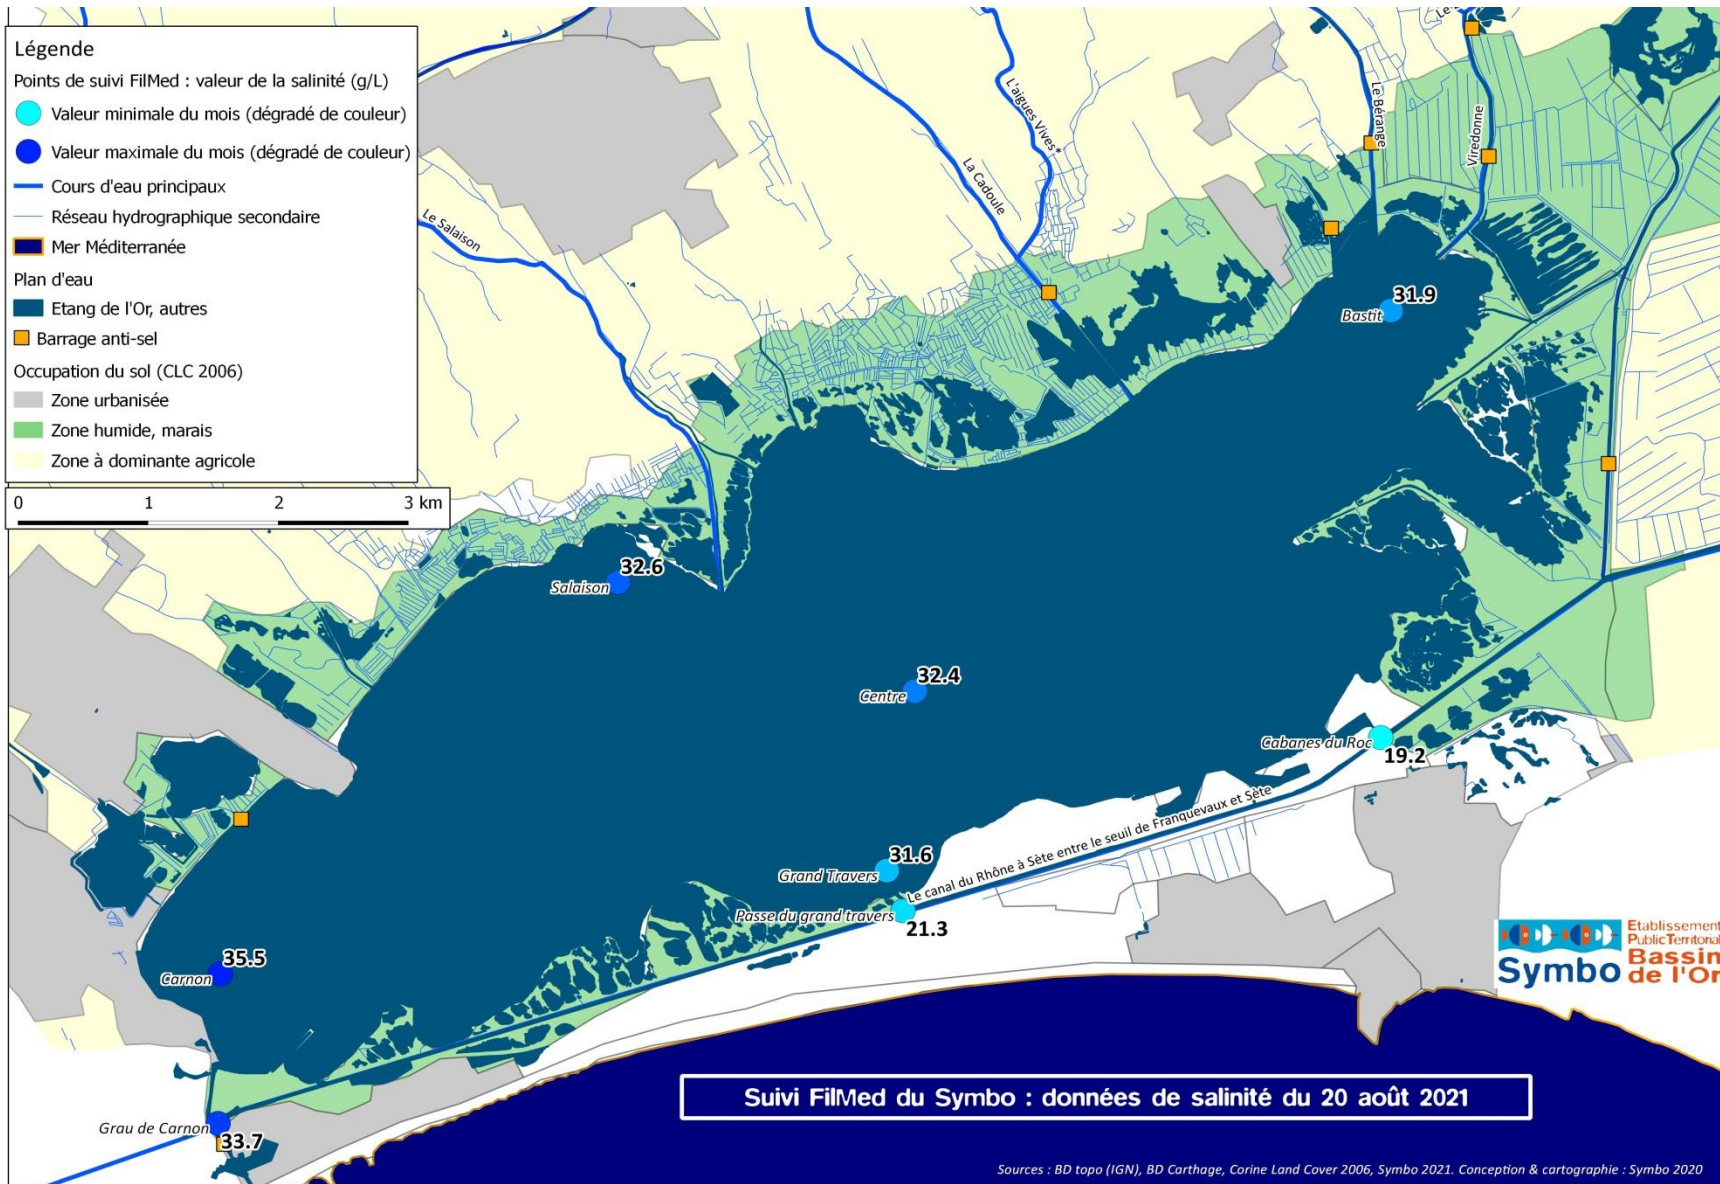 Légende
Points de suivi FilMed : valeur de la salinité (g/L)
Valeur minimale du mois (dégradé de couleur)
Valeur maximale du mois (dégradé de couleur)
Cours d'eau principaux
Réseau hydrographique secondaire
Mer Méditerranée
Plan d'eau
Etang de l'Or, autres
Barrage anti-sel
Occupation du sol (CLC 2006)
Zone urbanisée
Zone humide, marais
Zone à dominante agricole
0 1 2 3 km
Le Salaison
La Cadoule
L'aigues Vives*
Le Bérange
Viredonne
31.9
Bastit
32.6
Salaison
32.4
Centre
Cabanes du Roc
19.2
Le canal du Rhône à Sète entre le seuil de Franquevaux et Sète
31.6
Grand Travers
Passe du grand travers
21.3
35.5
Carnon
Grau de Carnon
33.7
Symbo
Etablissement
Public Territorial
Bassin
de l'Or
Suivi FilMed du Symbo : données de salinité du 20 août 2021
Sources : BD topo (IGN), BD Carthage, Corine Land Cover 2006, Symbo 2021. Conception & cartographie : Symbo 2020